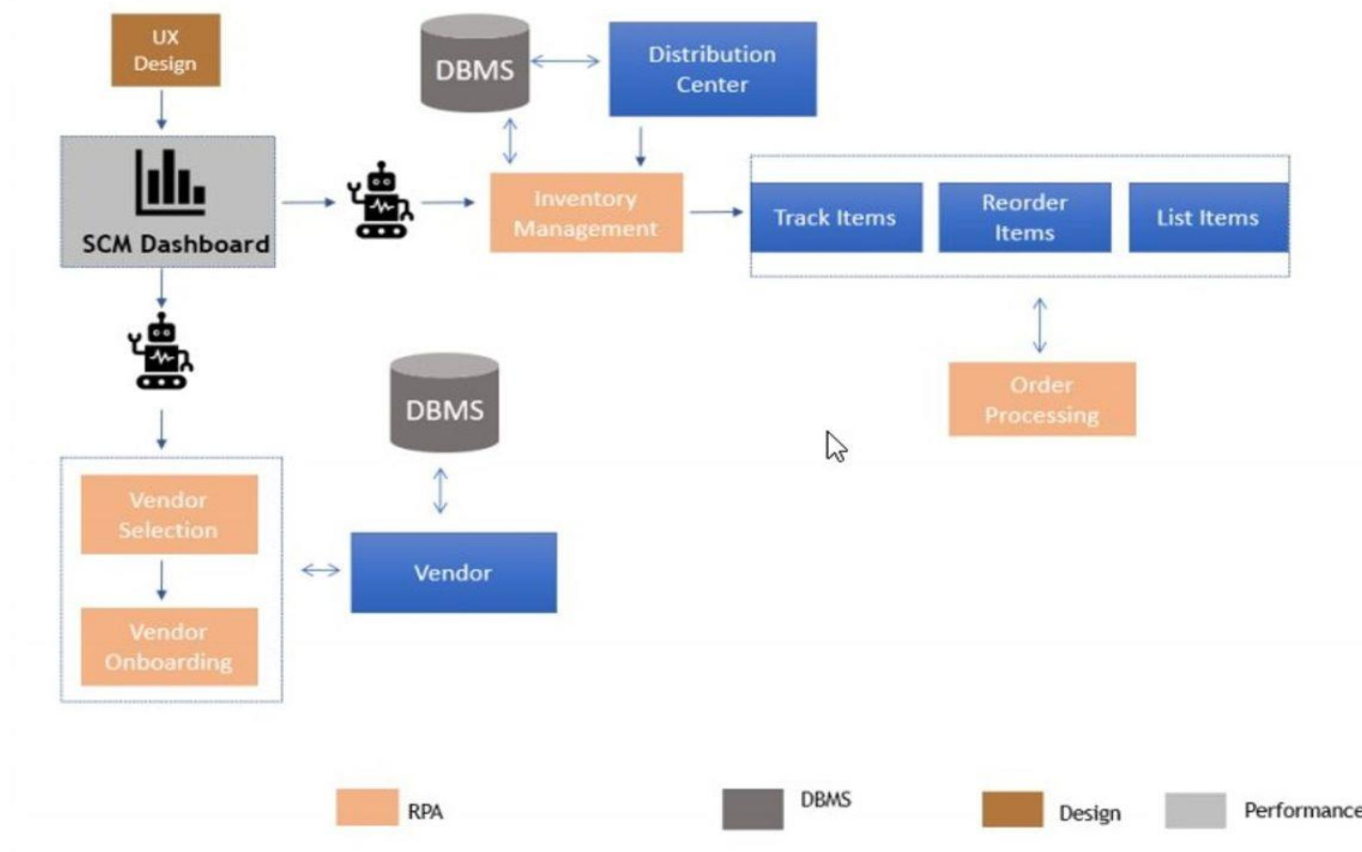 UX
Design
DBMS
Distribution
Center
SCM Dashboard
Inventory
Management
Track Items
Reorder
Items
List Items
Order
Processing
DBMS
Vendor
Selection
Vendor
Vendor
Onboarding
RPA
DBMS
Design
Performance